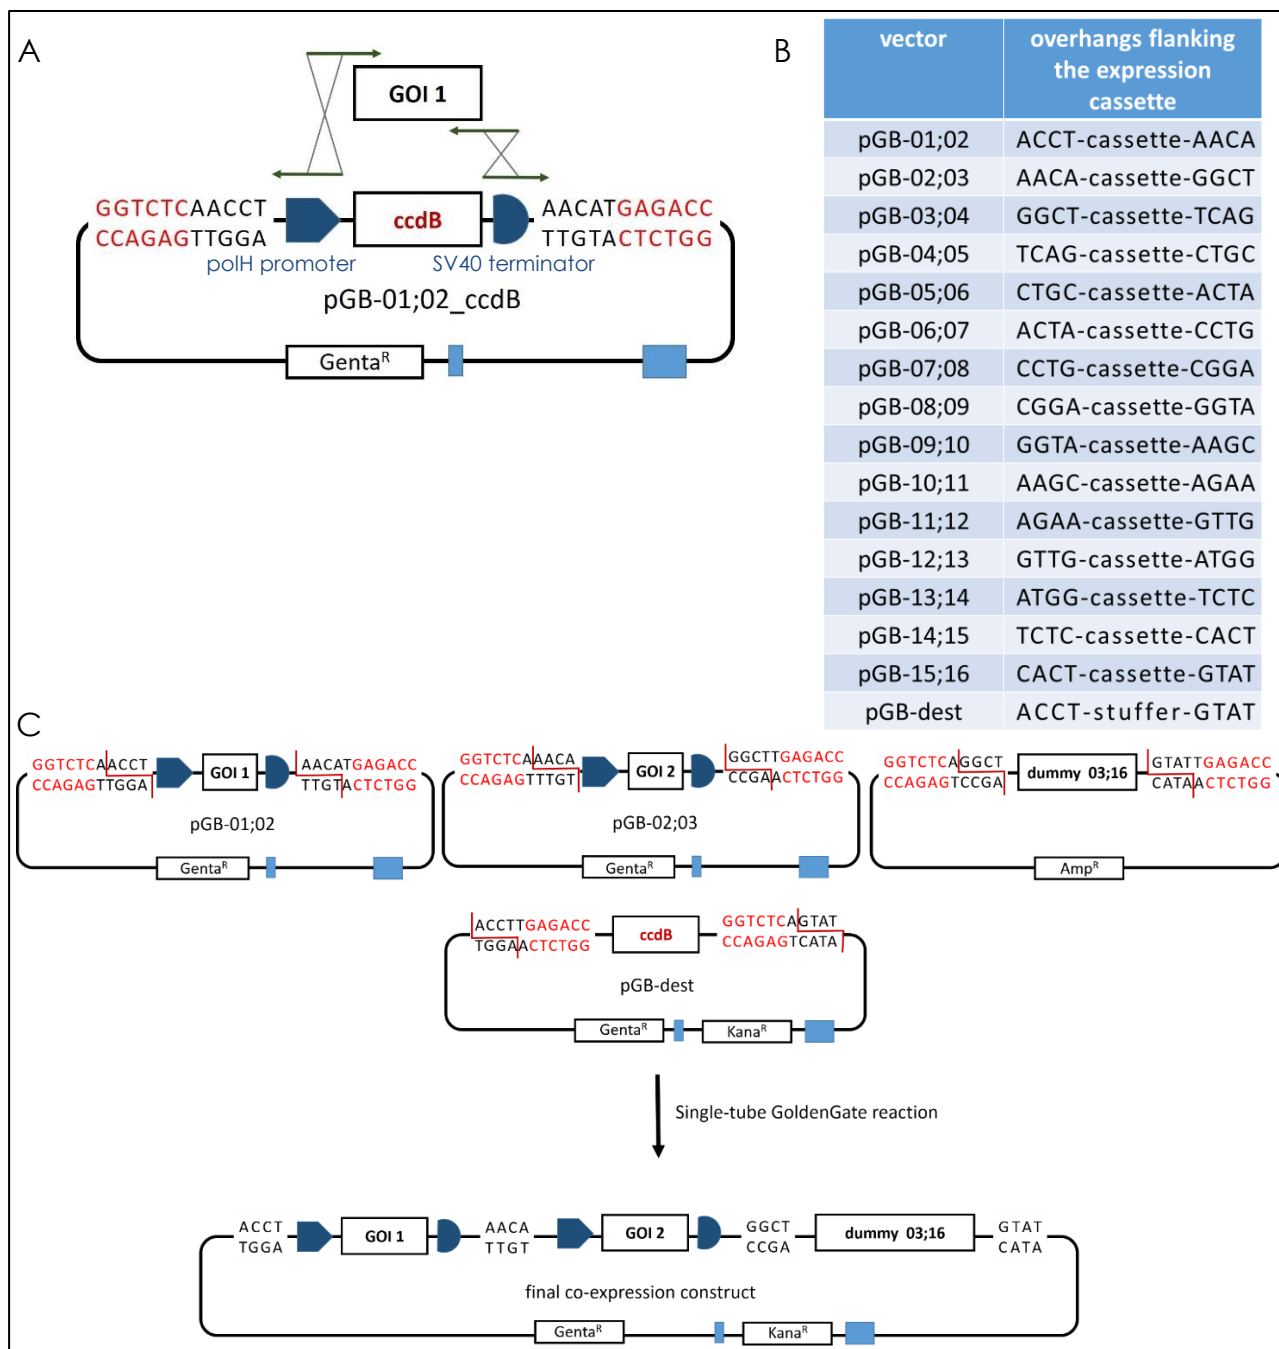 A
GOI 1
GGTCTCAACCT
CCAGAGTTGGA
ccdB
AACATGAGACC
TTGTACTCTGG
polH promoter
SV40 terminator
pGB-01;02_ccdB
Genta^R
B
vector
overhangs flanking
the expression
cassette
pGB-01;02 ACCT-cassette-AACA
pGB-02;03 AACA-cassette-GGCT
pGB-03;04 GGCT-cassette-TCAG
pGB-04;05 TCAG-cassette-CTGC
pGB-05;06 CTGC-cassette-ACTA
pGB-06;07 ACTA-cassette-CCTG
pGB-07;08 CCTG-cassette-CGGA
pGB-08;09 CGGA-cassette-GGTA
pGB-09;10 GGTA-cassette-AAGC
pGB-10;11 AAGC-cassette-AGAA
pGB-11;12 AGAA-cassette-GTTG
pGB-12;13 GTTG-cassette-ATGG
pGB-13;14 ATGG-cassette-TCTC
pGB-14;15 TCTC-cassette-CACT
pGB-15;16 CACT-cassette-GTAT
pGB-dest ACCT-stuffer-GTAT
C
GGTCTCAACCT
CCAGAGTTGGA
GOI 1
AACATGAGACC
TTGTACTCTGG
pGB-01;02
Genta^R
GGTCTCAAACA
CCAGAGTTTGT
GOI 2
GGCTTGAGACC
CCGAACTCTGG
pGB-02;03
Genta^R
GGTCTCAGGCT
CCAGAGTCCGA
dummy 03;16
GTATTGAGACC
CATAACTCTGG
Amp^R
ACCTTGAGACC
TGGAACTCTGG
ccdB
GGTCTCAGTAT
CCAGAGTCATA
pGB-dest
Genta^R
Kana^R
Single-tube GoldenGate reaction
ACCT
TGGA
GOI 1
AACA
TTGT
GOI 2
GGCT
CCGA
dummy 03;16
GTAT
CATA
final co-expression construct
Genta^R
Kana^R